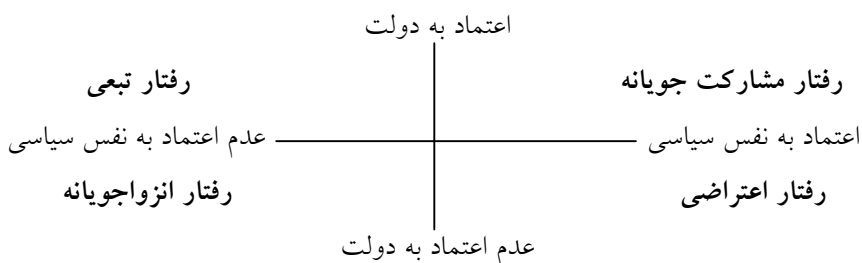 اعتماد به دولت
رفتار مشارکت جویانه
رفتار تبعی
اعتماد به نفس سیاسی
عدم اعتماد به نفس سیاسی
رفتار اعتراضی
رفتار انزواجویانه
عدم اعتماد به دولت